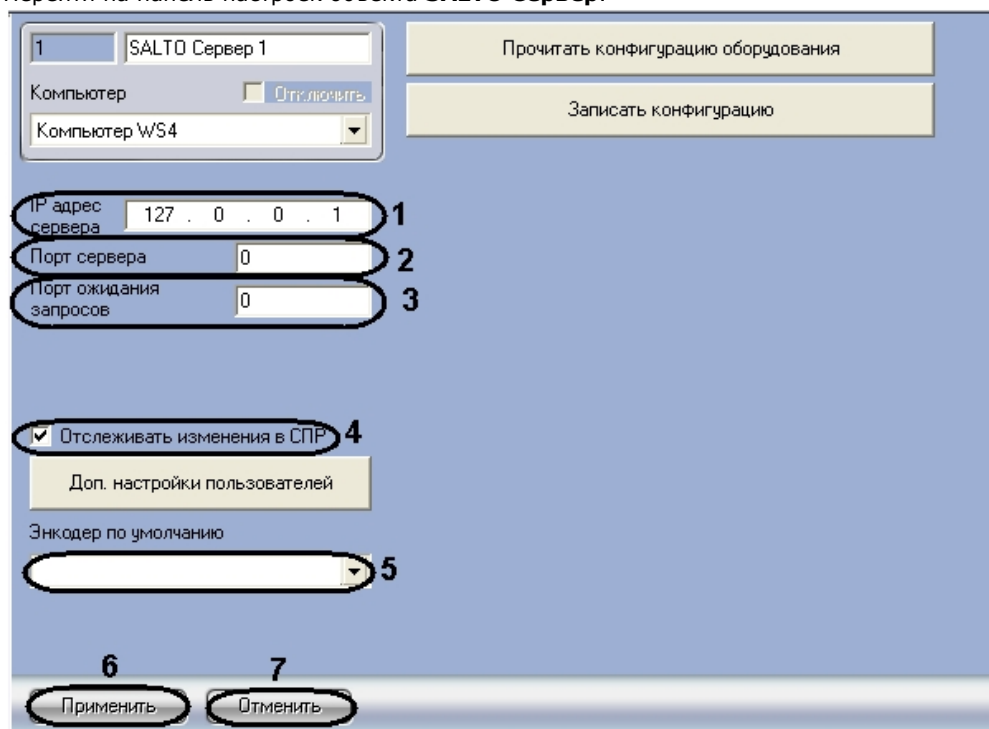 Перейти на панель настроек объекта SALTO Сервер.
1
SALTO Сервер 1
Прочитать конфигурацию оборудования
Компьютер
Отключить
Записать конфигурацию
Компьютер WS4
IP адрес
сервера
127 . 0 . 0 . 1
1
Порт сервера
0
2
Порт ожидания
запросов
0
3
Отслеживать изменения в СПР
4
Доп. настройки пользователей
Энкодер по умолчанию
5
6
7
Применить
Отменить